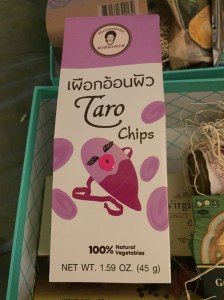 เผือกอ้อนผัว
Taro
Chips
100% Natural
Vegetables
NET WT. 1.59 OZ. (45 g)
Virgin